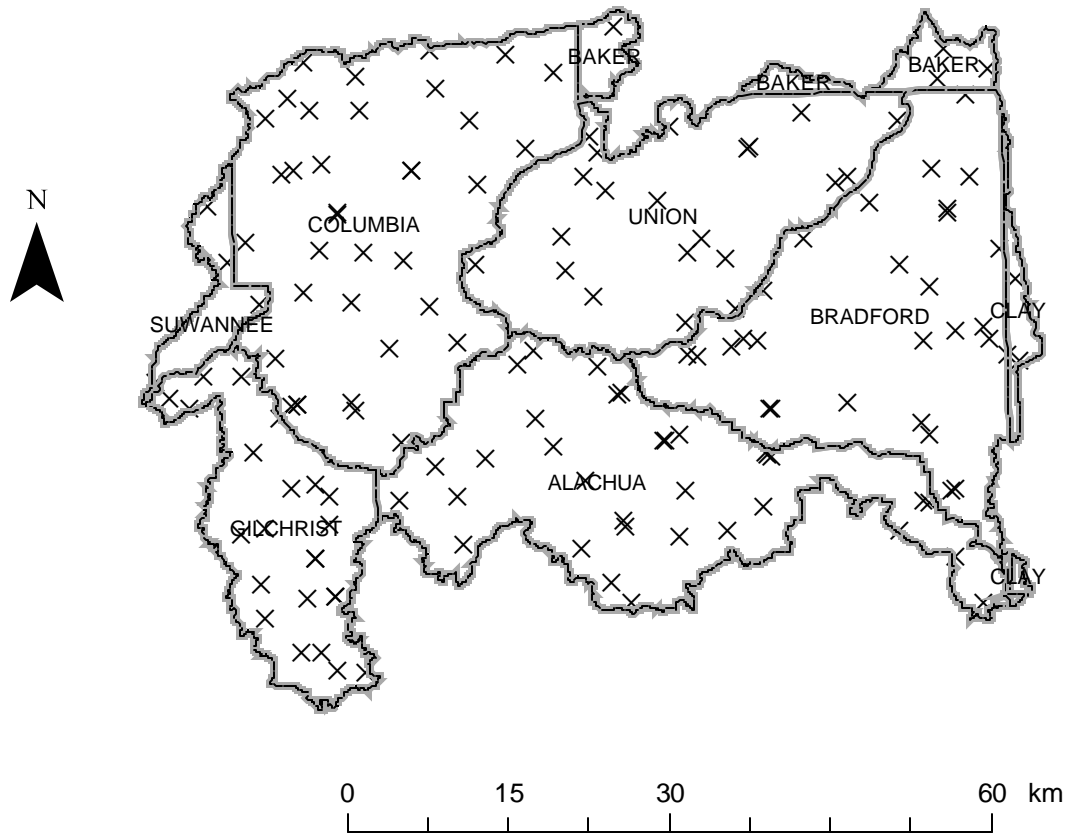 BAKER
BAKER
BAKER
N
COLUMBIA
UNION
SUWANNEE
BRADFORD
CLAY
ALACHUA
GILCHRIST
CLAY
0 15 30 60 km